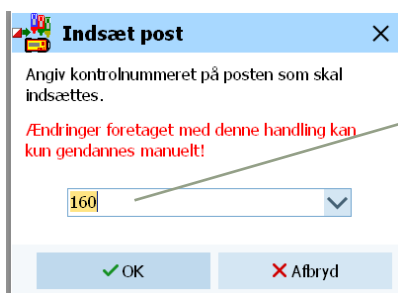 Indsæt post
Angiv kontrolnummeret på posten som skal
indsættes.
Ændringer foretaget med denne handling kan
kun gendannes manuelt!
160
OK Afbryd